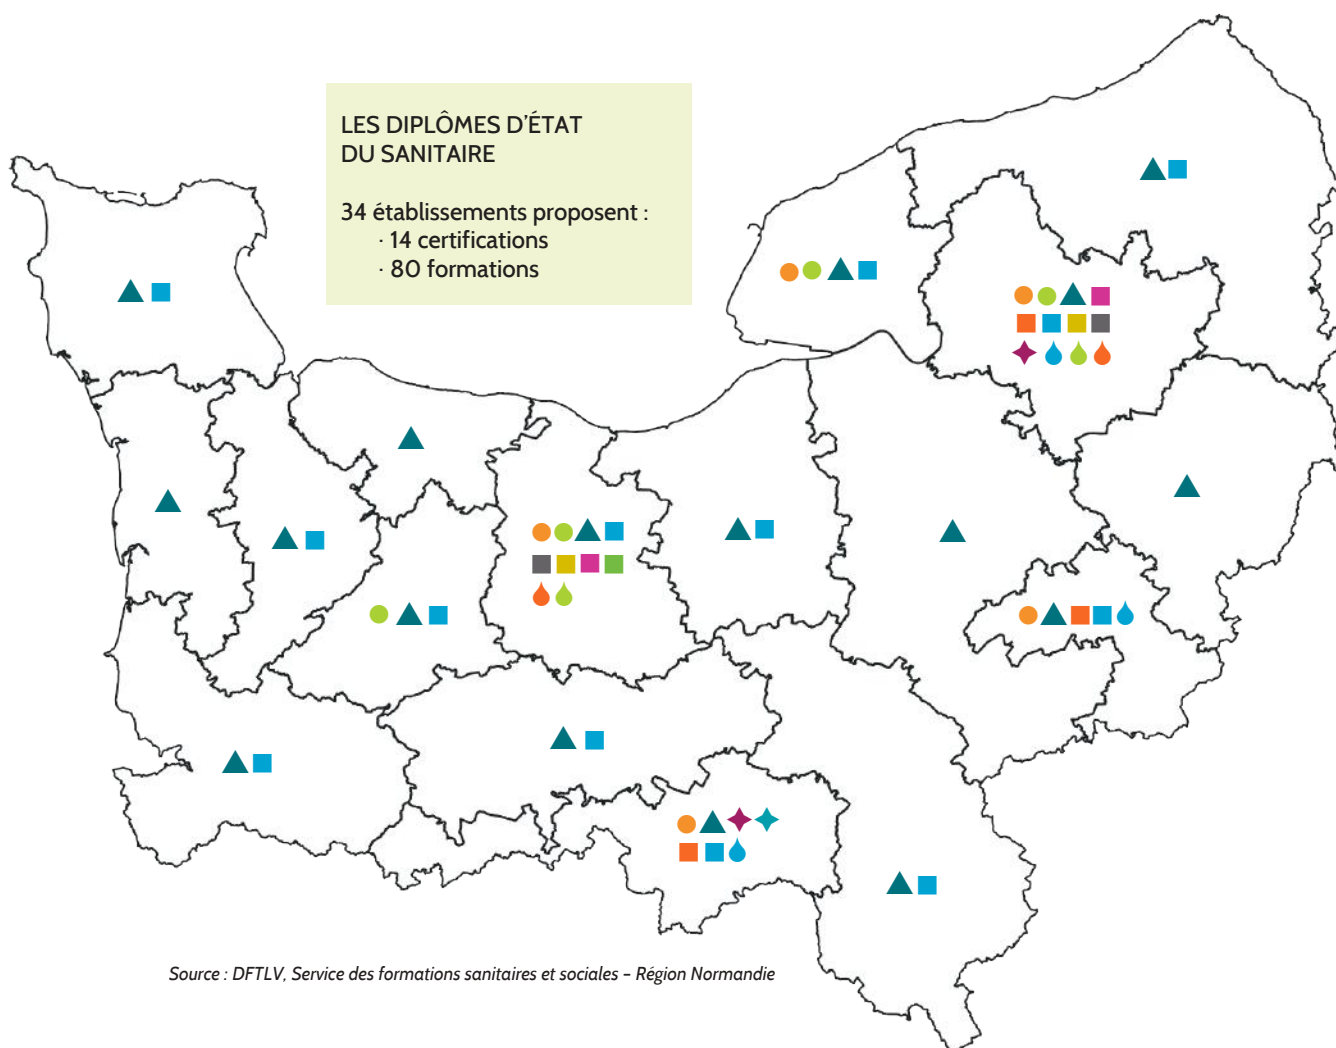 LES DIPLÔMES D'ÉTAT
DU SANITAIRE
34 établissements proposent :
· 14 certifications
· 80 formations
Source : DFTLV, Service des formations sanitaires et sociales – Région Normandie